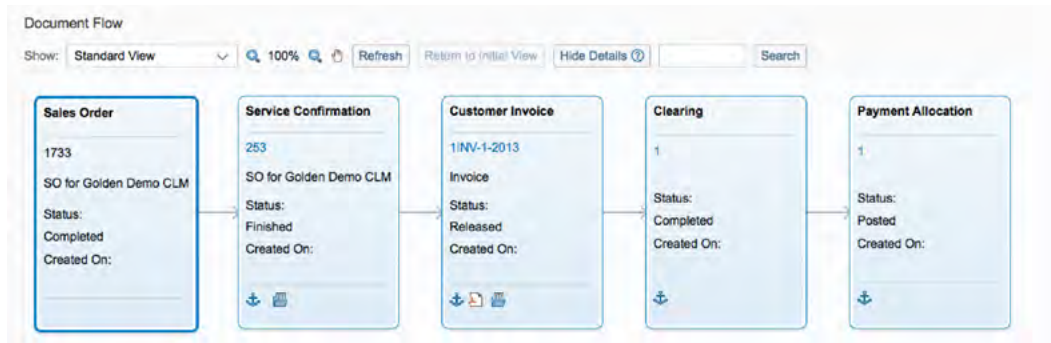 Document Flow
Show: Standard View 100% Refresh Return to Initial View Hide Details Search
Sales Order
1733
SO for Golden Demo CLM
Status:
Completed
Created On:
Service Confirmation
253
SO for Golden Demo CLM
Status:
Finished
Created On:
Customer Invoice
1INV-1-2013
Invoice
Status:
Released
Created On:
Clearing
1
Status:
Completed
Created On:
Payment Allocation
1
Status:
Posted
Created On: